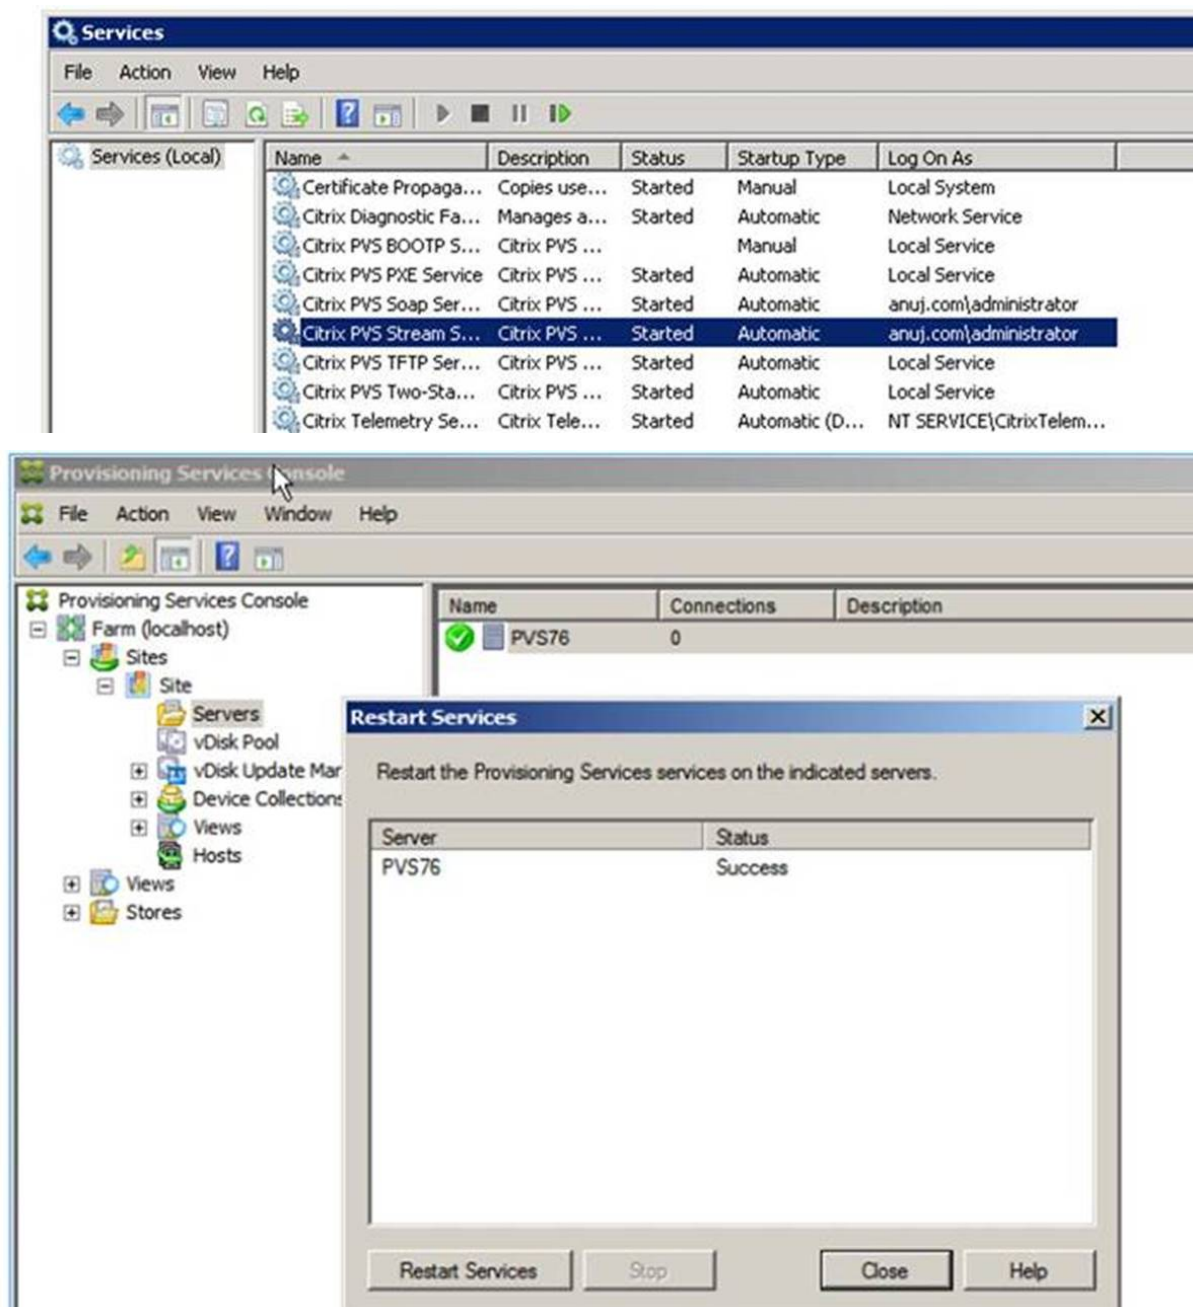 Services
File Action View Help
Services (Local)
Name Description Status Startup Type Log On As
Certificate Propaga... Copies use... Started Manual Local System
Citrix Diagnostic Fa... Manages a... Started Automatic Network Service
Citrix PVS BOOTP S... Citrix PVS ... Manual Local Service
Citrix PVS PXE Service Citrix PVS ... Started Automatic Local Service
Citrix PVS Soap Ser... Citrix PVS ... Started Automatic anuj.com\administrator
Citrix PVS Stream S... Citrix PVS ... Started Automatic anuj.com\administrator
Citrix PVS TFTP Ser... Citrix PVS ... Started Automatic Local Service
Citrix PVS Two-Sta... Citrix PVS ... Started Automatic Local Service
Citrix Telemetry Se... Citrix Tele... Started Automatic (D... NT SERVICE\CitrixTelem...
Provisioning Services Console
File Action View Window Help
Provisioning Services Console
Farm (localhost)
Sites
Site
Servers
vDisk Pool
vDisk Update Mar
Device Collections
Views
Hosts
Views
Stores
Name Connections Description
PVS76 0
Restart Services
Restart the Provisioning Services services on the indicated servers.
Server Status
PVS76 Success
Restart Services Stop Close Help